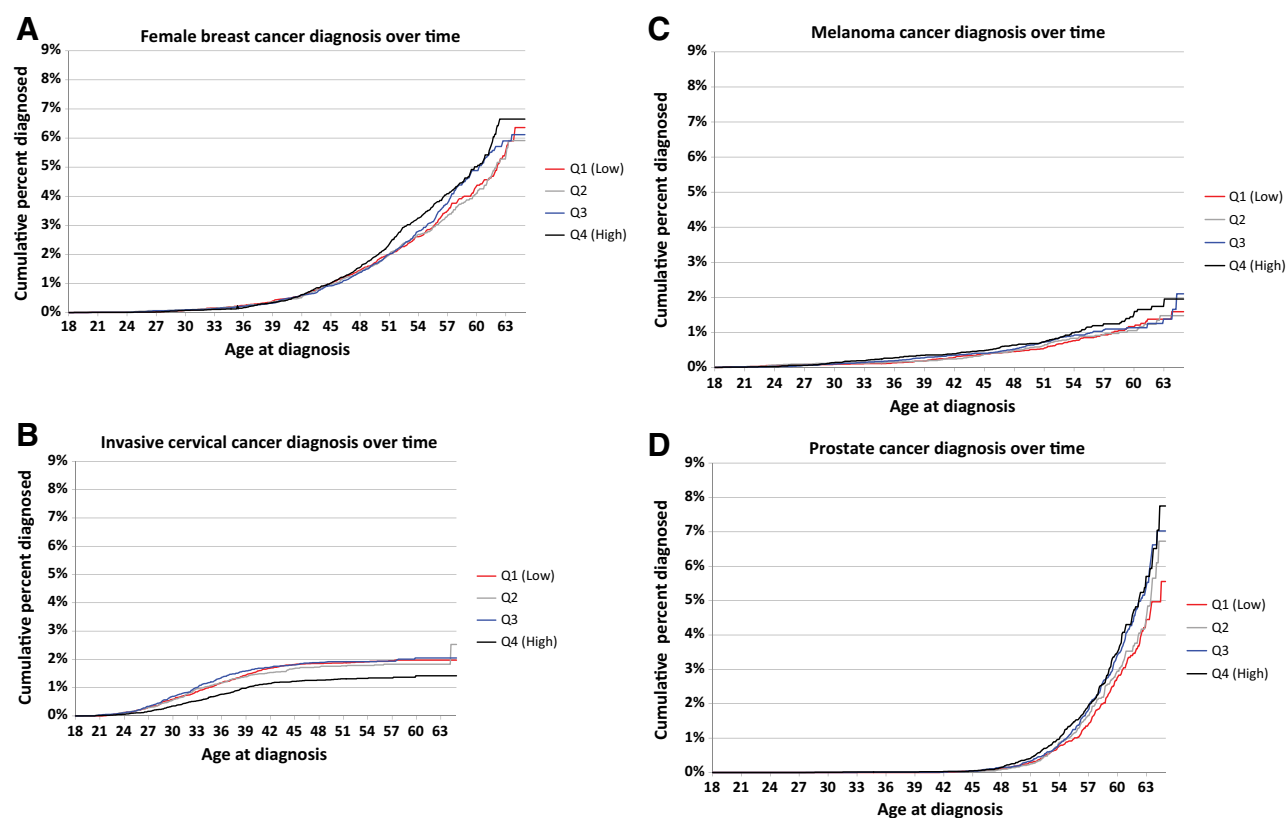 A
Female breast cancer diagnosis over time
Cumulative percent diagnosed
9%
8%
7%
6%
5%
4%
3%
2%
1%
0%
18 21 24 27 30 33 36 39 42 45 48 51 54 57 60 63
Age at diagnosis
Q1 (Low)
Q2
Q3
Q4 (High)
B
Invasive cervical cancer diagnosis over time
Cumulative percent diagnosed
9%
8%
7%
6%
5%
4%
3%
2%
1%
0%
18 21 24 27 30 33 36 39 42 45 48 51 54 57 60 63
Age at diagnosis
Q1 (Low)
Q2
Q3
Q4 (High)
C
Melanoma cancer diagnosis over time
Cumulative percent diagnosed
9%
8%
7%
6%
5%
4%
3%
2%
1%
0%
18 21 24 27 30 33 36 39 42 45 48 51 54 57 60 63
Age at diagnosis
Q1 (Low)
Q2
Q3
Q4 (High)
D
Prostate cancer diagnosis over time
Cumulative percent diagnosed
9%
8%
7%
6%
5%
4%
3%
2%
1%
0%
18 21 24 27 30 33 36 39 42 45 48 51 54 57 60 63
Age at diagnosis
Q1 (Low)
Q2
Q3
Q4 (High)